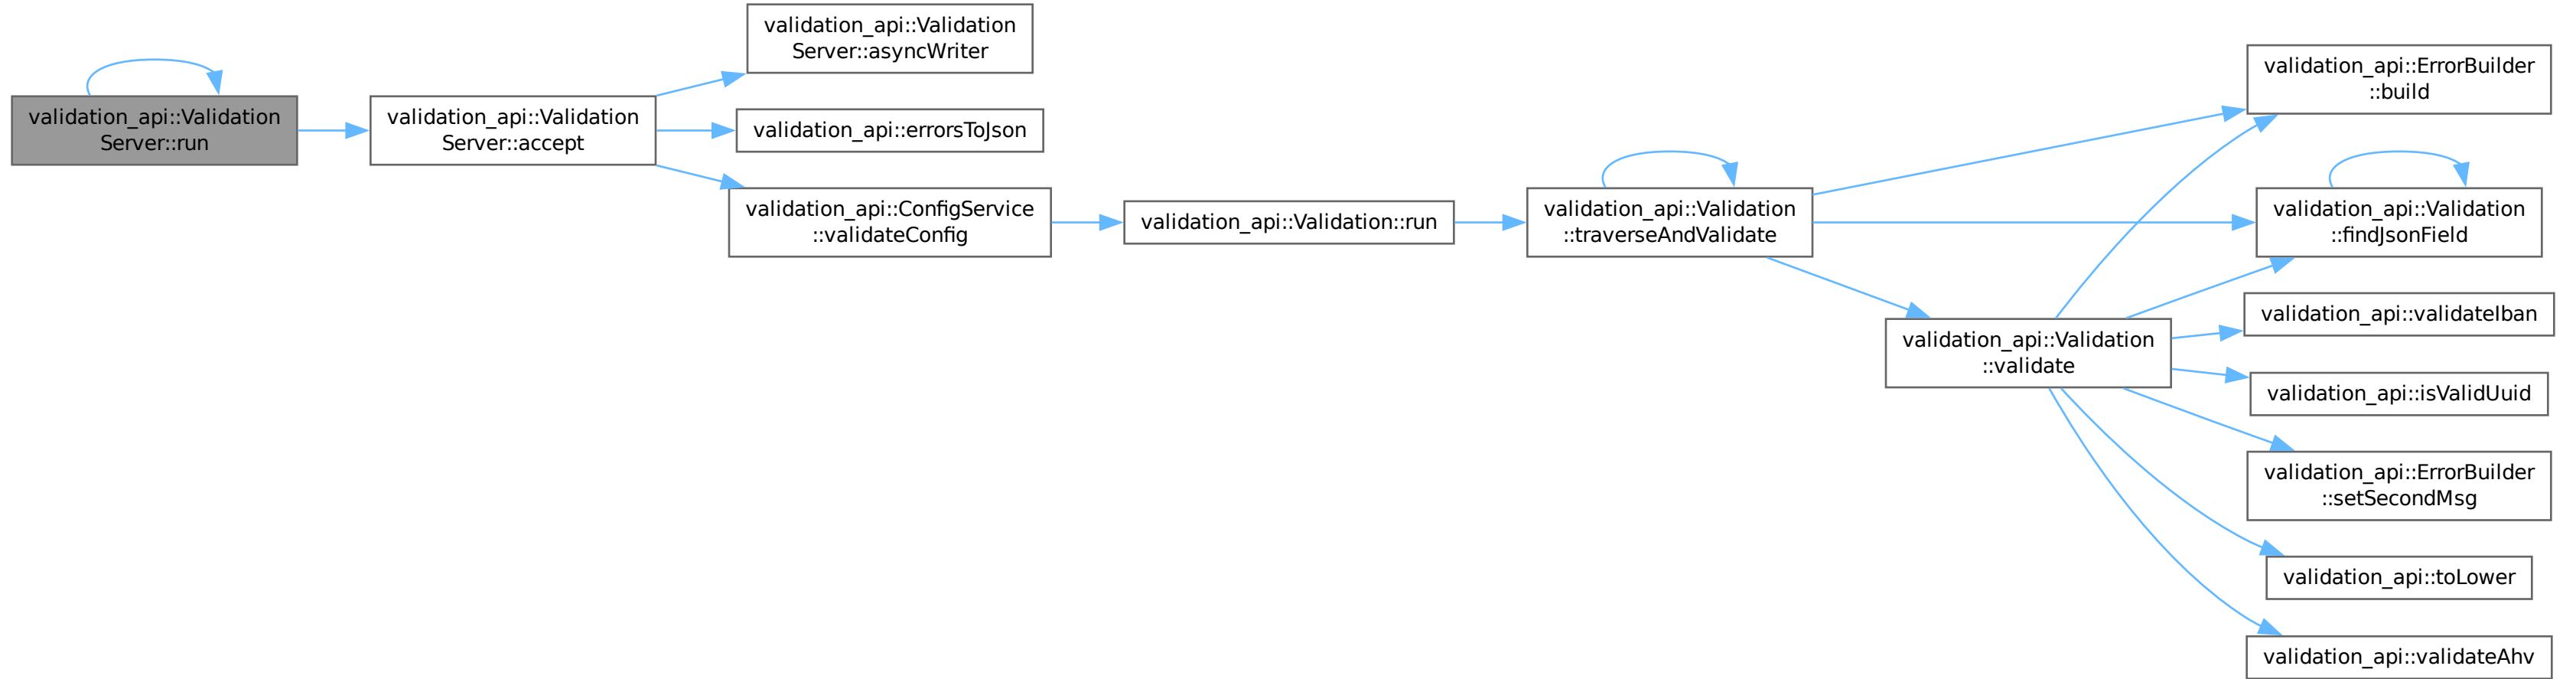 validation_api::Validation
Server::run
validation_api::Validation
Server::accept
validation_api::Validation
Server::asyncWriter
validation_api::errorsToJson
validation_api::ConfigService
::validateConfig
validation_api::Validation::run
validation_api::Validation
::traverseAndValidate
validation_api::ErrorBuilder
::build
validation_api::Validation
::findJsonField
validation_api::Validation
::validate
validation_api::validateIban
validation_api::isValidUuid
validation_api::ErrorBuilder
::setSecondMsg
validation_api::toLower
validation_api::validateAhv